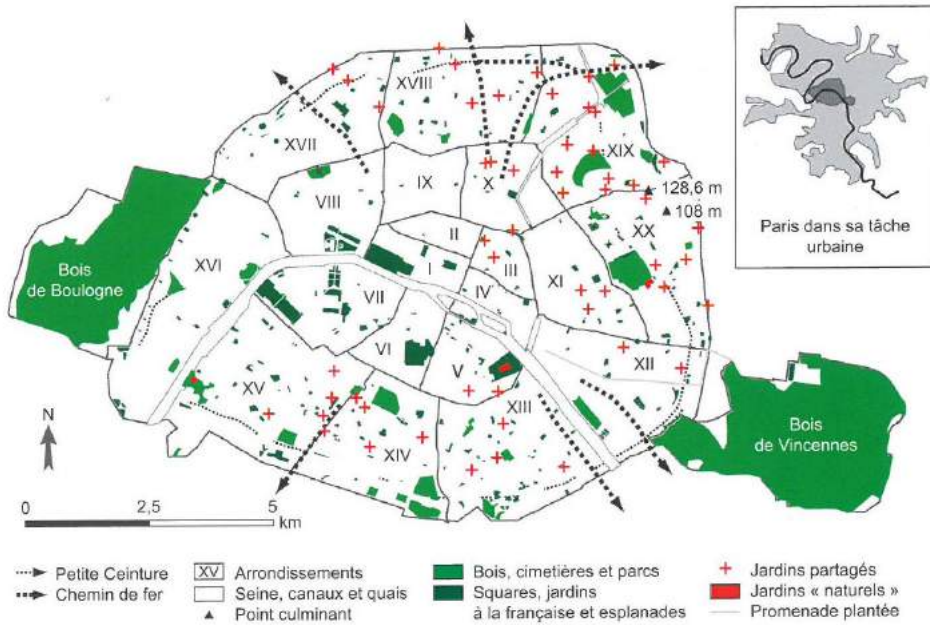 XVIII
XVII
XIX
IX
X
VIII
128,6 m
108 m
II
XX
Paris dans sa tâche
urbaine
Bois
de Boulogne
XVI
I
III
XI
VII
IV
VI
XII
V
XV
XIII
Bois
de Vincennes
N
XIV
0 2,5 5
km
Petite Ceinture
Chemin de fer
XV Arrondissements
Seine, canaux et quais
Point culminant
Bois, cimetières et parcs
Squares, jardins
à la française et esplanades
Jardins partagés
Jardins « naturels »
Promenade plantée